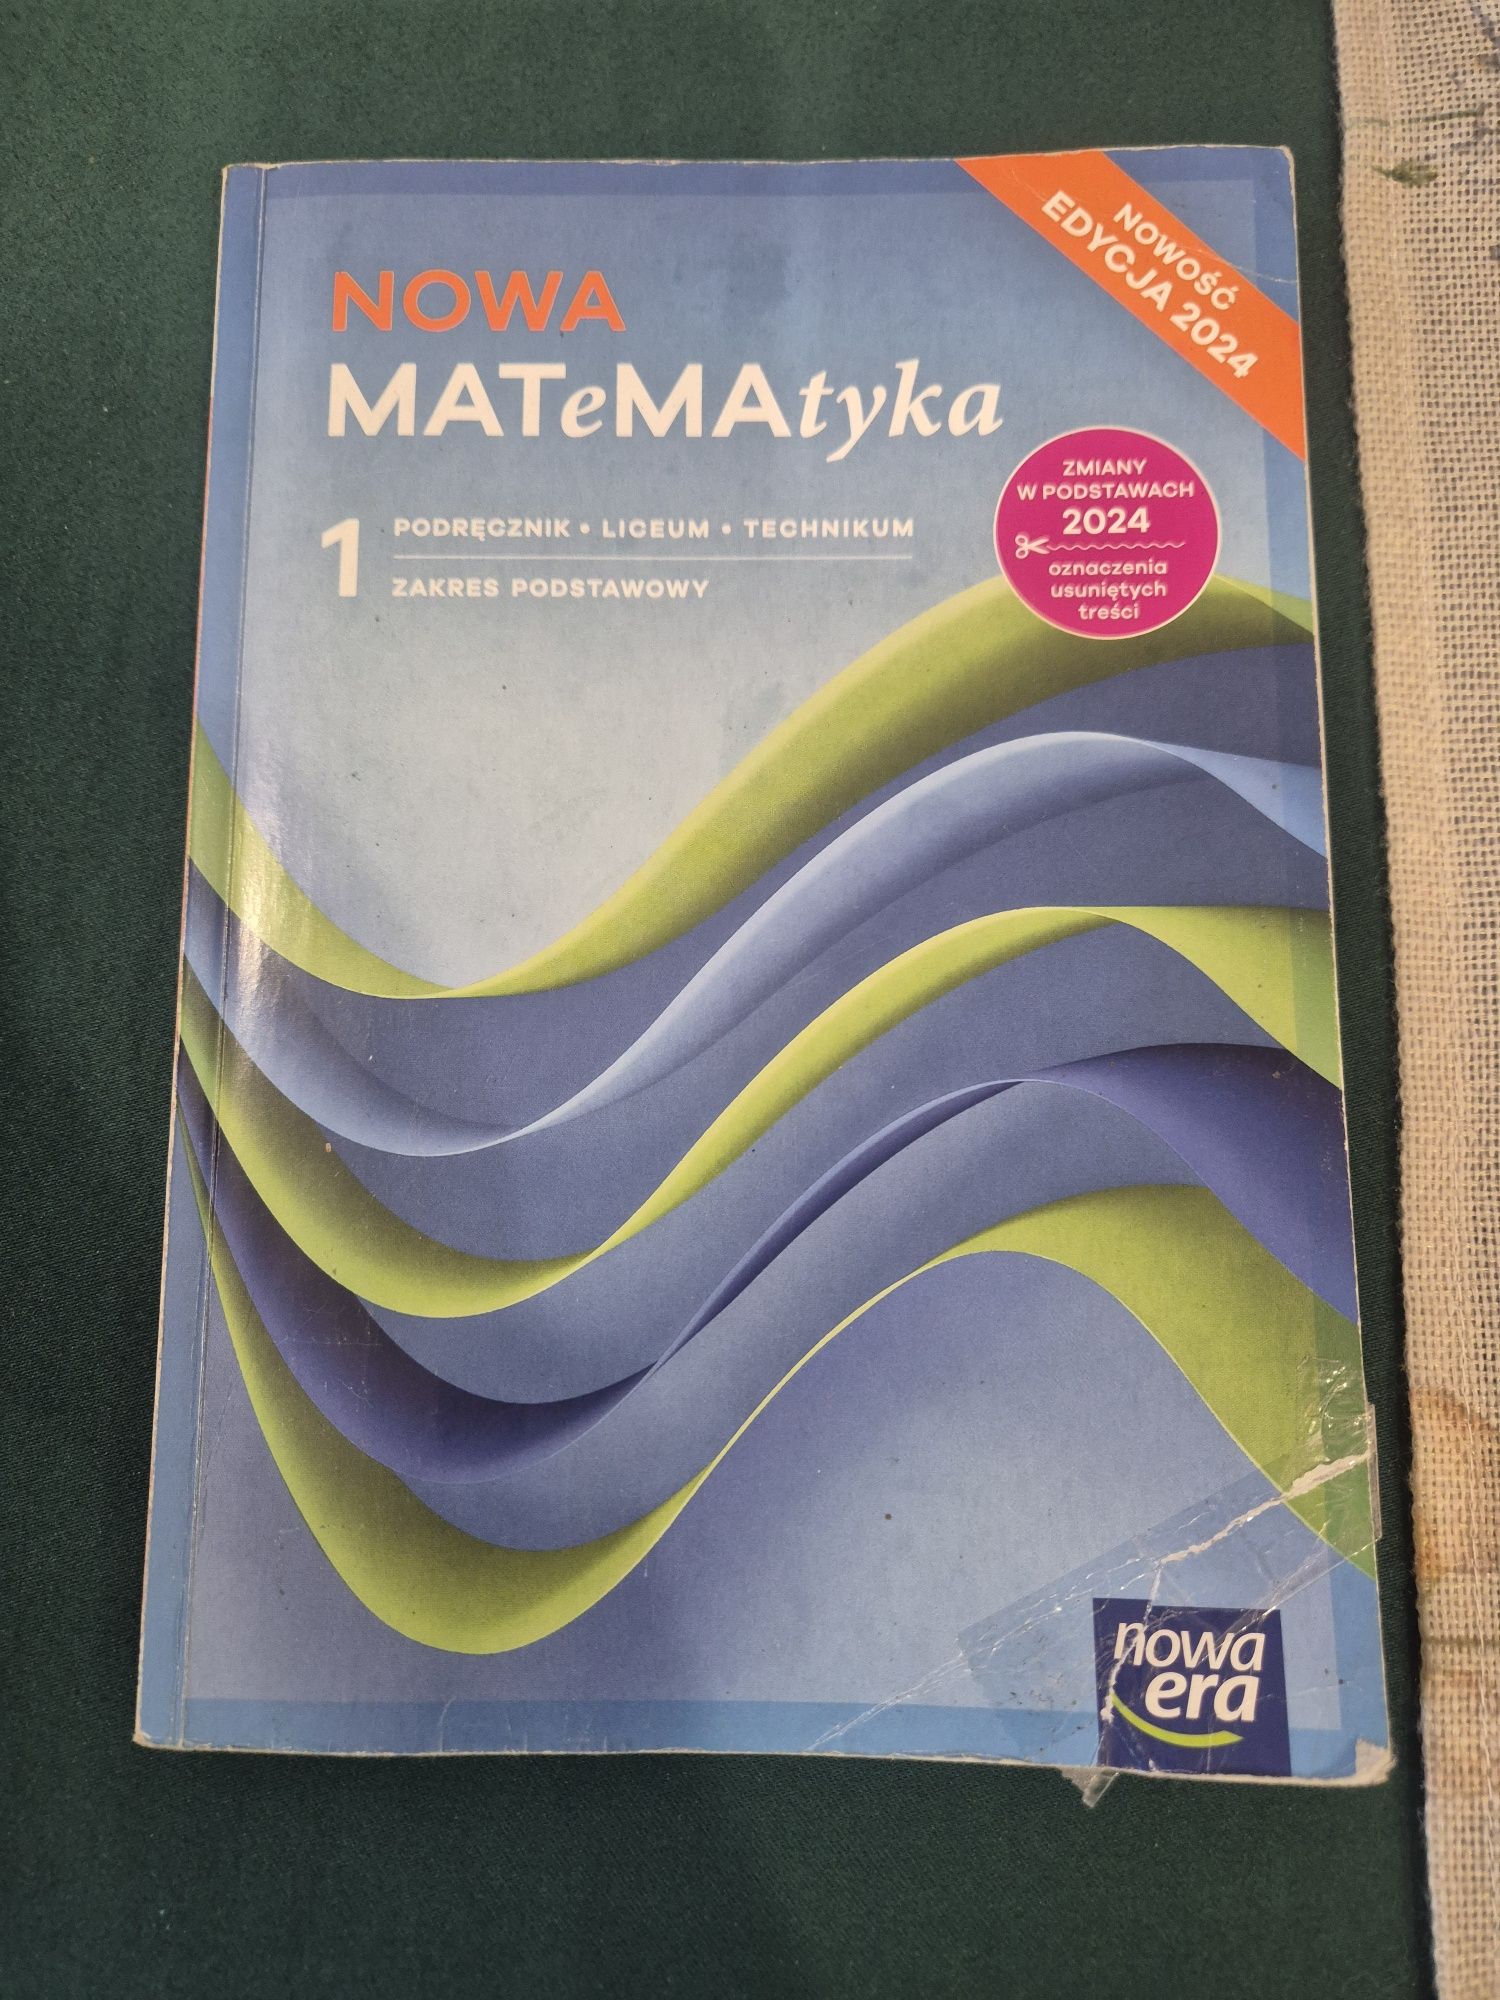 NOWOŚĆ
EDYCJA 2024
NOWA
MATeMAtyka
ZMIANY
W PODSTAWACH
2024
oznaczenia
usuniętych
treści
1
PODRĘCZNIK • LICEUM • TECHNIKUM
ZAKRES PODSTAWOWY
nowa
era